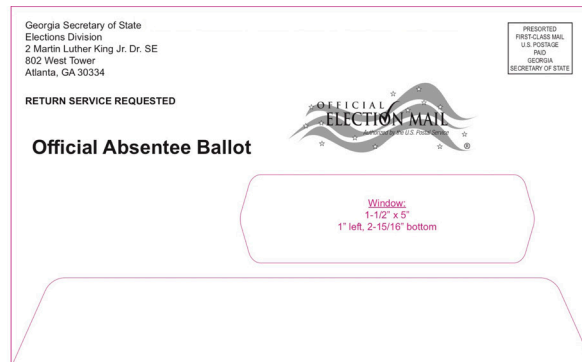 Georgia Secretary of State
Elections Division
2 Martin Luther King Jr. Dr. SE
802 West Tower
Atlanta, GA 30334
RETURN SERVICE REQUESTED
PRESORTED
FIRST-CLASS MAIL
U.S. POSTAGE
PAID
GEORGIA
SECRETARY OF STATE
OFFICIAL
ELECTION MAIL
Authorized by the U.S. Postal Service
®
Official Absentee Ballot
Window:
1-1/2" x 5"
1" left, 2-15/16" bottom